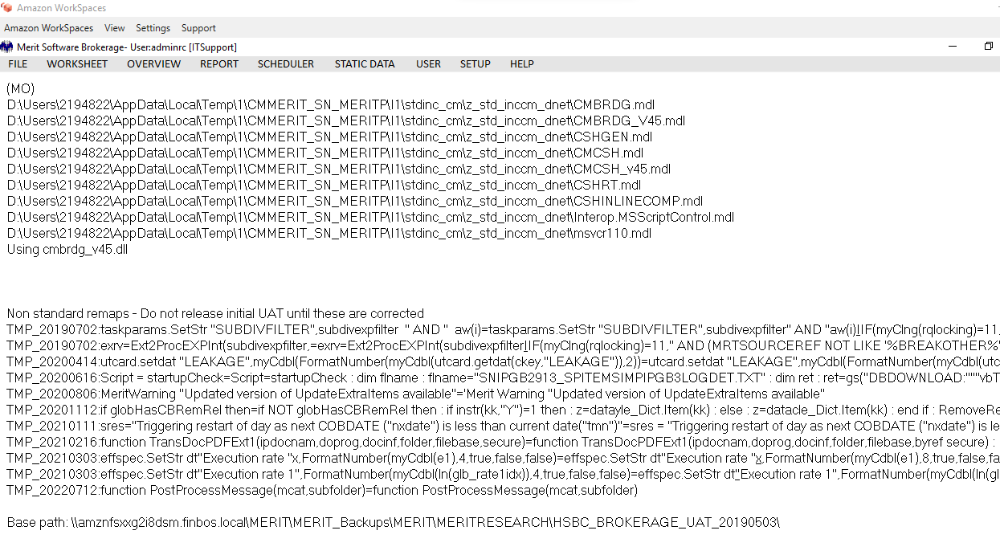 Amazon WorkSpaces
Amazon WorkSpaces View Settings Support
Merit Software Brokerage- User:adminrc [ITSupport]
FILE WORKSHEET OVERVIEW REPORT SCHEDULER STATIC DATA USER SETUP HELP
(MO)
D:\Users\2194822\AppData\Local\Temp\1\CMMERIT_SN_MERITP\I1\stdinc_cm\z_std_inccm_dnet\CMBRDG.mdl
D:\Users\2194822\AppData\Local\Temp\1\CMMERIT_SN_MERITP\I1\stdinc_cm\z_std_inccm_dnet\CMBRDG_V45.mdl
D:\Users\2194822\AppData\Local\Temp\1\CMMERIT_SN_MERITP\I1\stdinc_cm\z_std_inccm_dnet\CSHGEN.mdl
D:\Users\2194822\AppData\Local\Temp\1\CMMERIT_SN_MERITP\I1\stdinc_cm\z_std_inccm_dnet\CMCSH.mdl
D:\Users\2194822\AppData\Local\Temp\1\CMMERIT_SN_MERITP\I1\stdinc_cm\z_std_inccm_dnet\CMCSH_v45.mdl
D:\Users\2194822\AppData\Local\Temp\1\CMMERIT_SN_MERITP\I1\stdinc_cm\z_std_inccm_dnet\CSHRT.mdl
D:\Users\2194822\AppData\Local\Temp\1\CMMERIT_SN_MERITP\I1\stdinc_cm\z_std_inccm_dnet\CSHINLINECOMP.mdl
D:\Users\2194822\AppData\Local\Temp\1\CMMERIT_SN_MERITP\I1\stdinc_cm\z_std_inccm_dnet\Interop.MSScriptControl.mdl
D:\Users\2194822\AppData\Local\Temp\1\CMMERIT_SN_MERITP\I1\stdinc_cm\z_std_inccm_dnet\msvcr110.mdl
Using cmbrdg_v45.dll
Non standard remaps - Do not release initial UAT until these are corrected
TMP_20190702:taskparams.SetStr "SUBDIVFILTER",subdivexpfilter " AND " aw(i)=taskparams.SetStr "SUBDIVFILTER",subdivexpfilter" AND "aw(i)IIF(myClng(rqlocking)=11,
TMP_20190702:exrv=Ext2ProcEXPInt(subdivexpfilter,=exrv=Ext2ProcEXPInt(subdivexpfilterIIF(myClng(rqlocking)=11," AND (MRTSOURCEREF NOT LIKE '%BREAKOTHER%'
TMP_20200414:utcard.setdat "LEAKAGE",myCdbl(FormatNumber(myCdbl(utcard.getdat(ckey,"LEAKAGE")),2))=utcard.setdat "LEAKAGE",myCdbl(FormatNumber(myCdbl(utc
TMP_20200616:Script = startupCheck=Script=startupCheck : dim flname : flname="SNIPGB2913_SPITEMSIMPIPGB3LOGDET.TXT" : dim ret : ret=gs("DBDOWNLOAD:"""vbT
TMP_20200806:MeritWarning "Updated version of UpdateExtraItems available"='Merit Warning "Updated version of UpdateExtraItems available"
TMP_20201112:if globHasCBRemRel then=if NOT globHasCBRemRel then : if instr(kk,"Y")=1 then : z=datayle_Dict.Item(kk) : else : z=datacle_Dict.Item(kk) : end if : RemoveRe
TMP_20210111:sres="Triggering restart of day as next COBDATE ("nxdate") is less than current date("tmn")"=sres = "Triggering restart of day as next COBDATE ("nxdate") is le
TMP_20210216:function TransDocPDFExt1(ipdocnam,doprog,docinf,folder,filebase,secure)=function TransDocPDFExt1(ipdocnam,doprog,docinf,folder,filebase,byref secure) :
TMP_20210303:effspec.SetStr dt"Execution rate "x,FormatNumber(myCdbl(e1),4,true,false,false)=effspec.SetStr dt"Execution rate "x,FormatNumber(myCdbl(e1),8,true,false,fa
TMP_20210303:effspec.SetStr dt"Execution rate 1",FormatNumber(myCdbl(ln(glb_rate1idx)),4,true,false,false)=effspec.SetStr dt"Execution rate 1",FormatNumber(myCdbl(ln(gl
TMP_20220712:function PostProcessMessage(mcat,subfolder)=function PostProcessMessage(mcat,subfolder)
Base path: \\amznfsxxg2i8dsm.finbos.local\MERIT\MERIT_Backups\MERIT\MERITRESEARCH\HSBC_BROKERAGE_UAT_20190503\